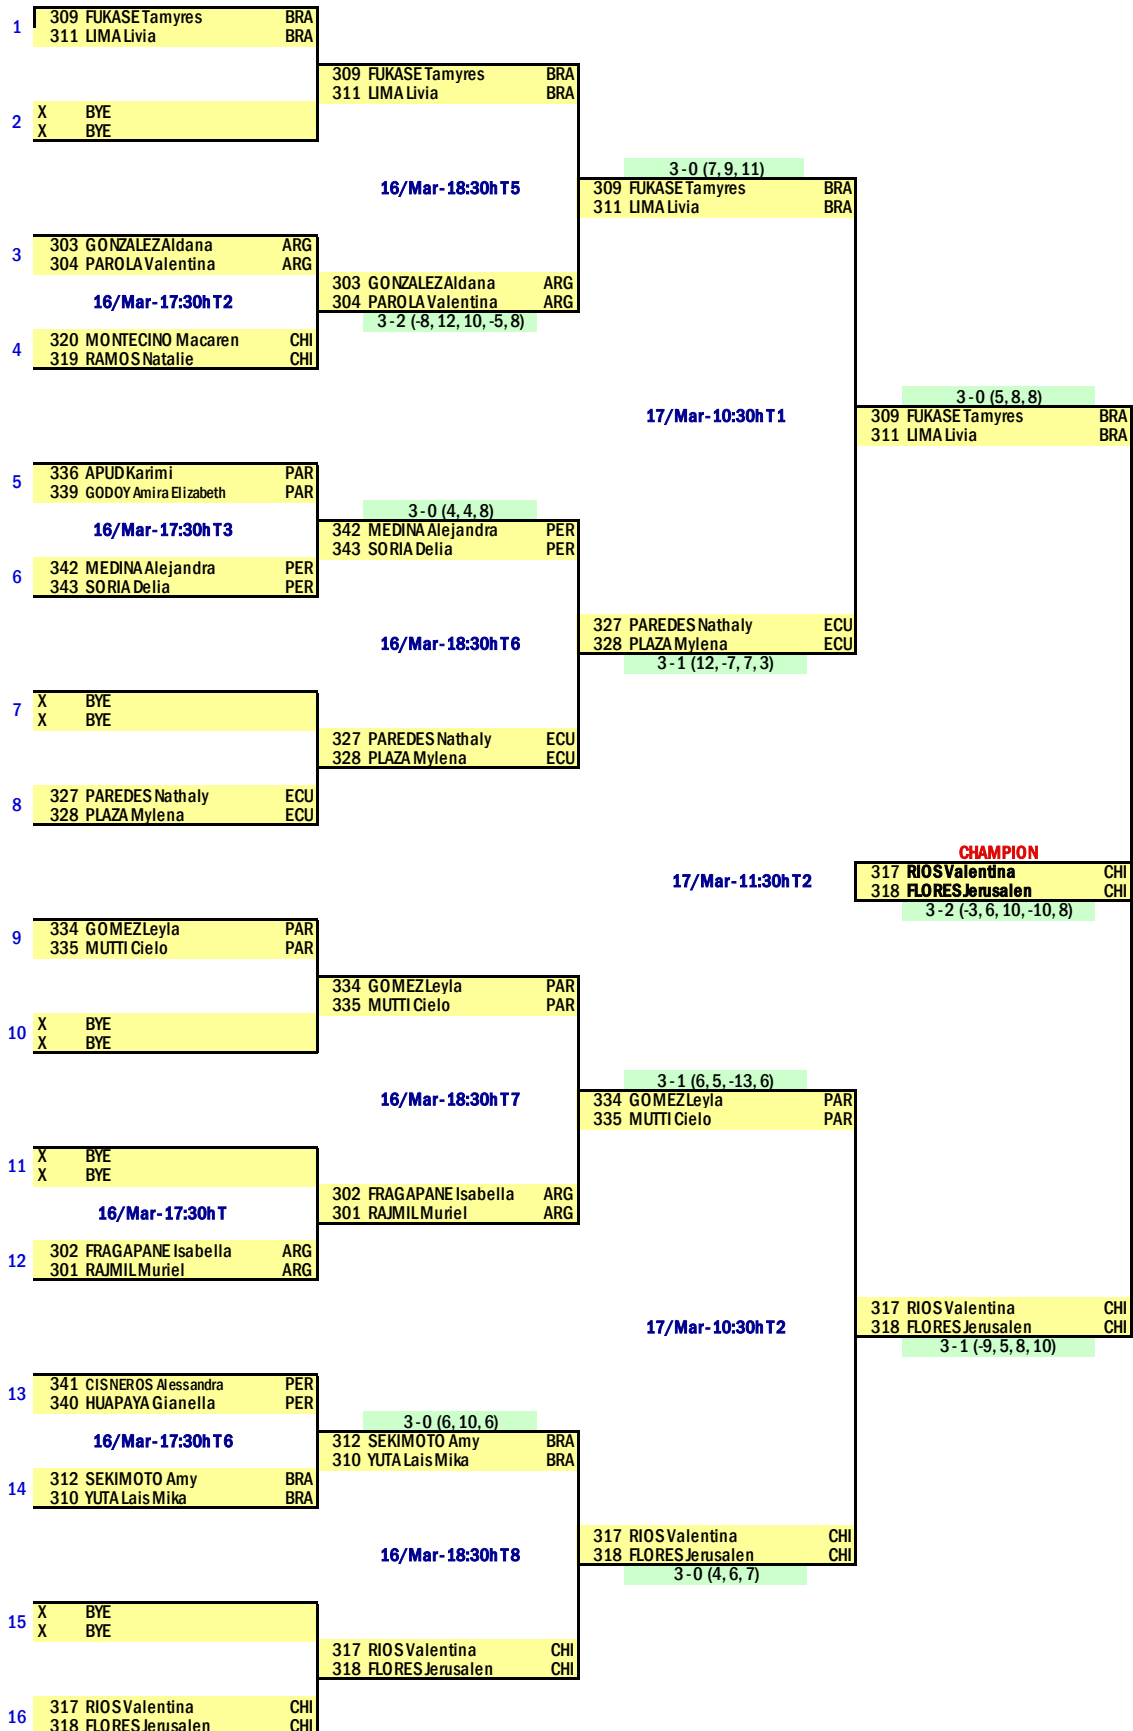 1
309 FUKASE Tamyres BRA
311 LIMA Livia BRA
309 FUKASE Tamyres BRA
311 LIMA Livia BRA
2
X BYE
X BYE
16/Mar-18:30h T5
3-0 (7, 9, 11)
309 FUKASE Tamyres BRA
311 LIMA Livia BRA
3
303 GONZALEZ Aldana ARG
304 PAROLA Valentina ARG
16/Mar-17:30h T2
303 GONZALEZ Aldana ARG
304 PAROLA Valentina ARG
3-2 (-8, 12, 10, -5, 8)
4
320 MONTECINO Macaren CHI
319 RAMOS Natalie CHI
17/Mar-10:30h T1
3-0 (5, 8, 8)
309 FUKASE Tamyres BRA
311 LIMA Livia BRA
5
336 APUD Karimi PAR
339 GODOY Amira Elizabeth PAR
16/Mar-17:30h T3
3-0 (4, 4, 8)
342 MEDINA Alejandra PER
343 SORIA Delia PER
6
342 MEDINA Alejandra PER
343 SORIA Delia PER
16/Mar-18:30h T6
327 PAREDES Nathaly ECU
328 PLAZA Mylena ECU
3-1 (12, -7, 7, 3)
7
X BYE
X BYE
327 PAREDES Nathaly ECU
328 PLAZA Mylena ECU
8
327 PAREDES Nathaly ECU
328 PLAZA Mylena ECU
17/Mar-11:30h T2
CHAMPION
317 RIOS Valentina CHI
318 FLORES Jerusalen CHI
3-2 (-3, 6, 10, -10, 8)
9
334 GOMEZ Leyla PAR
335 MUTTI Cielo PAR
334 GOMEZ Leyla PAR
335 MUTTI Cielo PAR
10
X BYE
X BYE
16/Mar-18:30h T7
3-1 (6, 5, -13, 6)
334 GOMEZ Leyla PAR
335 MUTTI Cielo PAR
11
X BYE
X BYE
16/Mar-17:30h T
302 FRAGAPANE Isabella ARG
301 RAJMIL Muriel ARG
12
302 FRAGAPANE Isabella ARG
301 RAJMIL Muriel ARG
17/Mar-10:30h T2
317 RIOS Valentina CHI
318 FLORES Jerusalen CHI
3-1 (-9, 5, 8, 10)
13
341 CISNEROS Alessandra PER
340 HUAPAYA Gianella PER
16/Mar-17:30h T6
3-0 (6, 10, 6)
312 SEKIMOTO Amy BRA
310 YUTA Lais Mika BRA
14
312 SEKIMOTO Amy BRA
310 YUTA Lais Mika BRA
16/Mar-18:30h T8
317 RIOS Valentina CHI
318 FLORES Jerusalen CHI
3-0 (4, 6, 7)
15
X BYE
X BYE
317 RIOS Valentina CHI
318 FLORES Jerusalen CHI
16
317 RIOS Valentina CHI
318 FLORES Jerusalen CHI